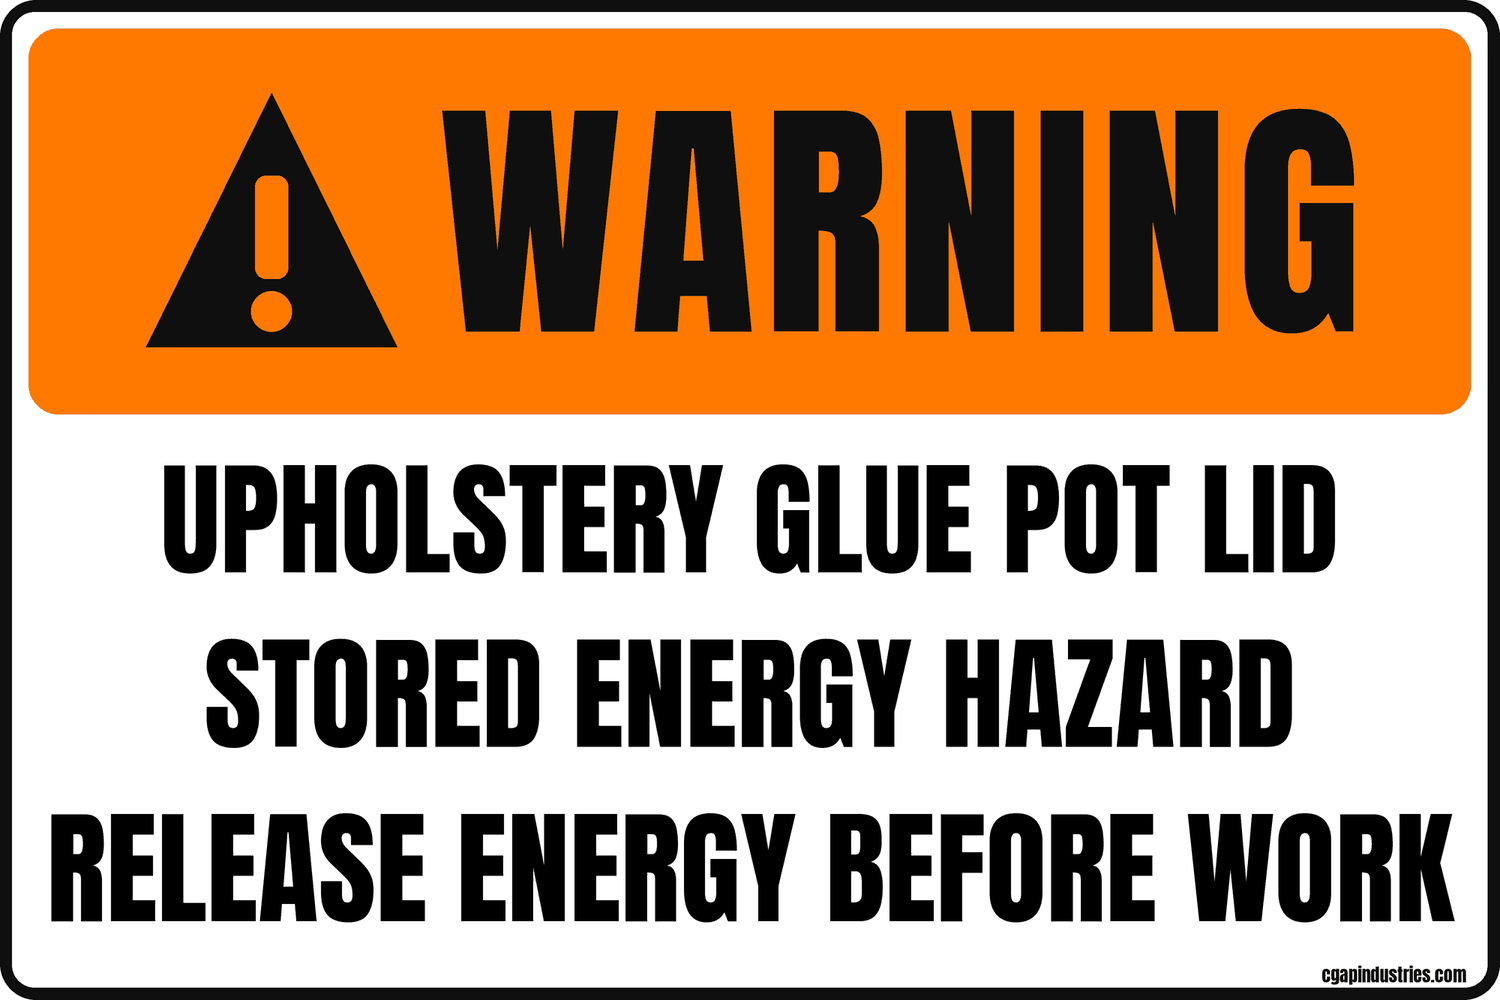 WARNING
UPHOLSTERY GLUE POT LID
STORED ENERGY HAZARD
RELEASE ENERGY BEFORE WORK
cgapindustries.com